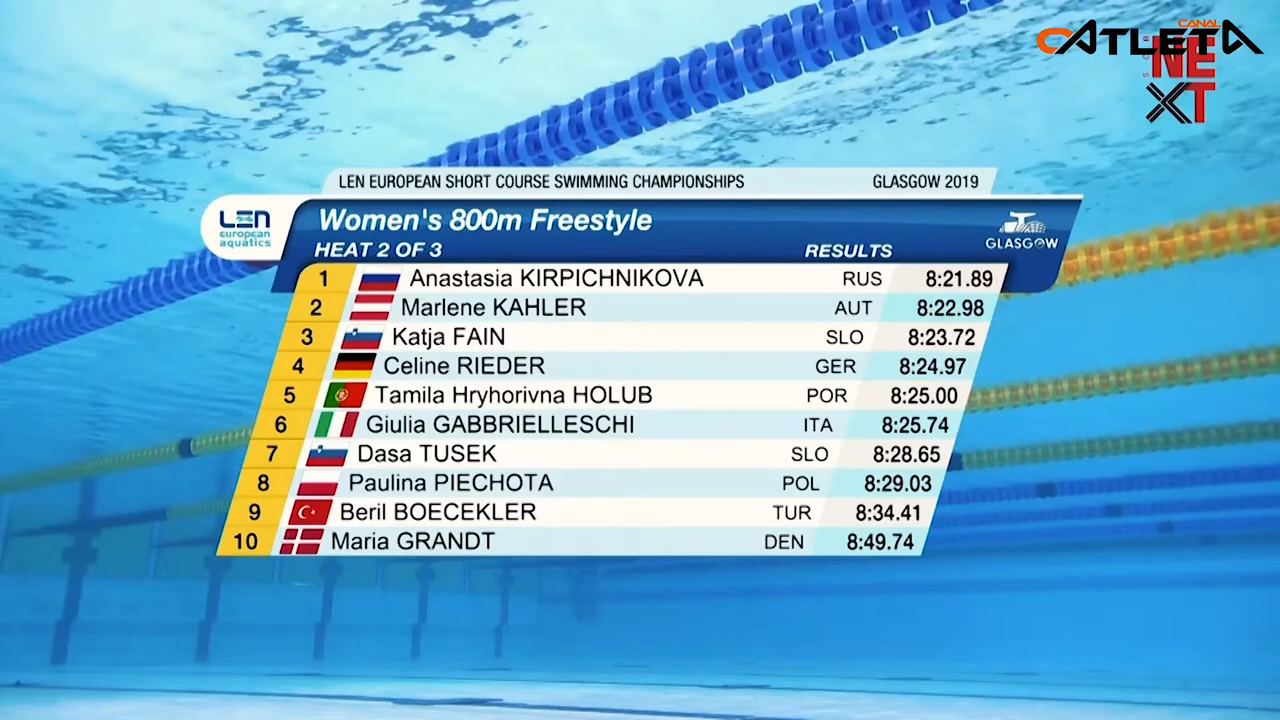 CANAL
CATLETA
NE
XT
LEN EUROPEAN SHORT COURSE SWIMMING CHAMPIONSHIPS GLASGOW 2019
LEN
european
aquatics
Women's 800m Freestyle
HEAT 2 OF 3 RESULTS
GLASGOW
1 Anastasia KIRPICHNIKOVA RUS 8:21.89
2 Marlene KAHLER AUT 8:22.98
3 Katja FAIN SLO 8:23.72
4 Celine RIEDER GER 8:24.97
5 Tamila Hryhorivna HOLUB POR 8:25.00
6 Giulia GABBRIELLESCHI ITA 8:25.74
7 Dasa TUSEK SLO 8:28.65
8 Paulina PIECHOTA POL 8:29.03
9 Beril BOECEKLER TUR 8:34.41
10 Maria GRANDT DEN 8:49.74